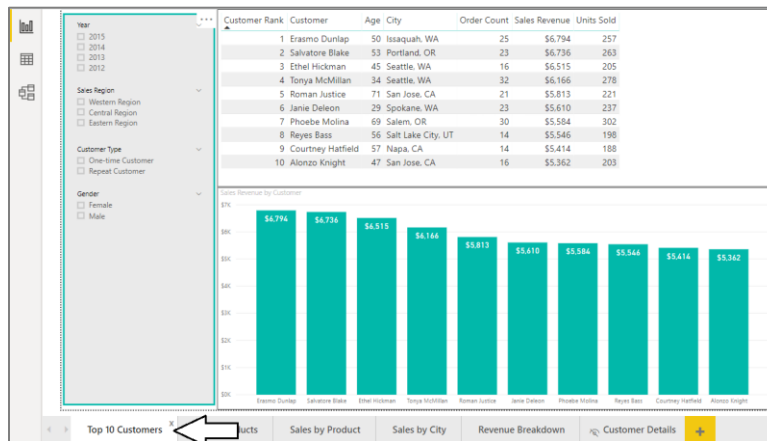 Year
2015
2014
2013
2012
Sales Region
Western Region
Central Region
Eastern Region
Customer Type
One-time Customer
Repeat Customer
Gender
Female
Male
Customer Rank Customer Age City Order Count Sales Revenue Units Sold
1 Erasmo Dunlap 50 Issaquah, WA 25 $6,794 257
2 Salvatore Blake 53 Portland, OR 23 $6,736 263
3 Ethel Hickman 45 Seattle, WA 16 $6,515 205
4 Tonya McMillan 34 Seattle, WA 32 $6,166 278
5 Roman Justice 71 San Jose, CA 21 $5,813 221
6 Janie Deleon 29 Spokane, WA 23 $5,610 237
7 Phoebe Molina 69 Salem, OR 30 $5,584 302
8 Reyes Bass 56 Salt Lake City, UT 14 $5,546 198
9 Courtney Hatfield 57 Napa, CA 14 $5,414 188
10 Alonzo Knight 47 San Jose, CA 16 $5,362 203
Sales Revenue by Customer
$7K
$6K
$5K
$4K
$3K
$2K
$1K
$0K
$6,794 $6,736 $6,515 $6,166 $5,813 $5,610 $5,584 $5,546 $5,414 $5,362
Erasmo Dunlap Salvatore Blake Ethel Hickman Tonya McMillan Roman Justice Janie Deleon Phoebe Molina Reyes Bass Courtney Hatfield Alonzo Knight
Top 10 Customers x ucts Sales by Product Sales by City Revenue Breakdown Customer Details +